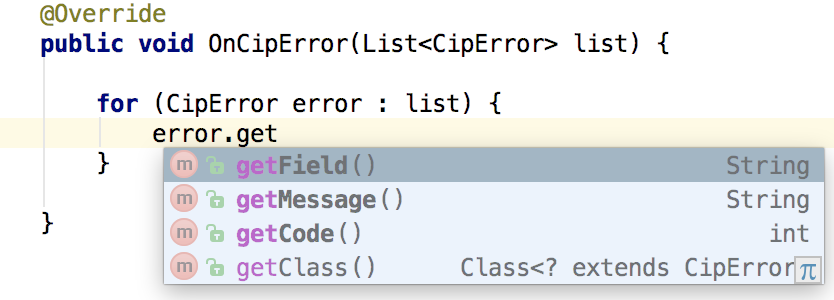 @Override
public void OnCipError(List<CipError> list) {
for (CipError error : list) {
error.get
}
m getField() String
m getMessage() String
m getCode() int
m getClass() Class<? extends CipError
π
}